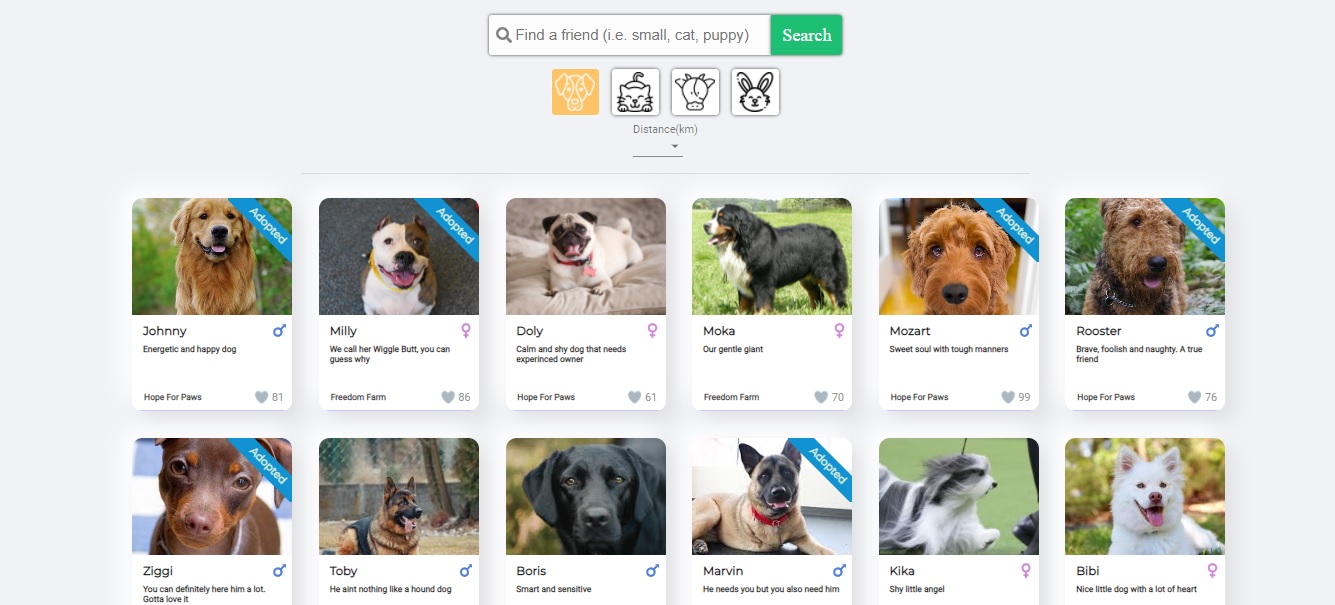 Find a friend (i.e. small, cat, puppy)
Search
Distance(km)
Adopted
Adopted
Adopted
Adopted
Johnny
Milly
Doly
Moka
Mozart
Rooster
Energetic and happy dog
We call her Wiggle Butt, you can
guess why
Calm and shy dog that needs
experinced owner
Our gentle giant
Sweet soul with tough manners
Brave, foolish and naughty. A true
friend
Hope For Paws
81
Freedom Farm
86
Hope For Paws
61
Freedom Farm
70
Hope For Paws
99
Hope For Paws
76
Adopted
Adopted
Ziggi
Toby
Boris
Marvin
Kika
Bibi
You can definitely here him a lot.
Gotta love it
He aint nothing like a hound dog
Smart and sensitive
He needs you but you also need him
Shy little angel
Nice little dog with a lot of heart